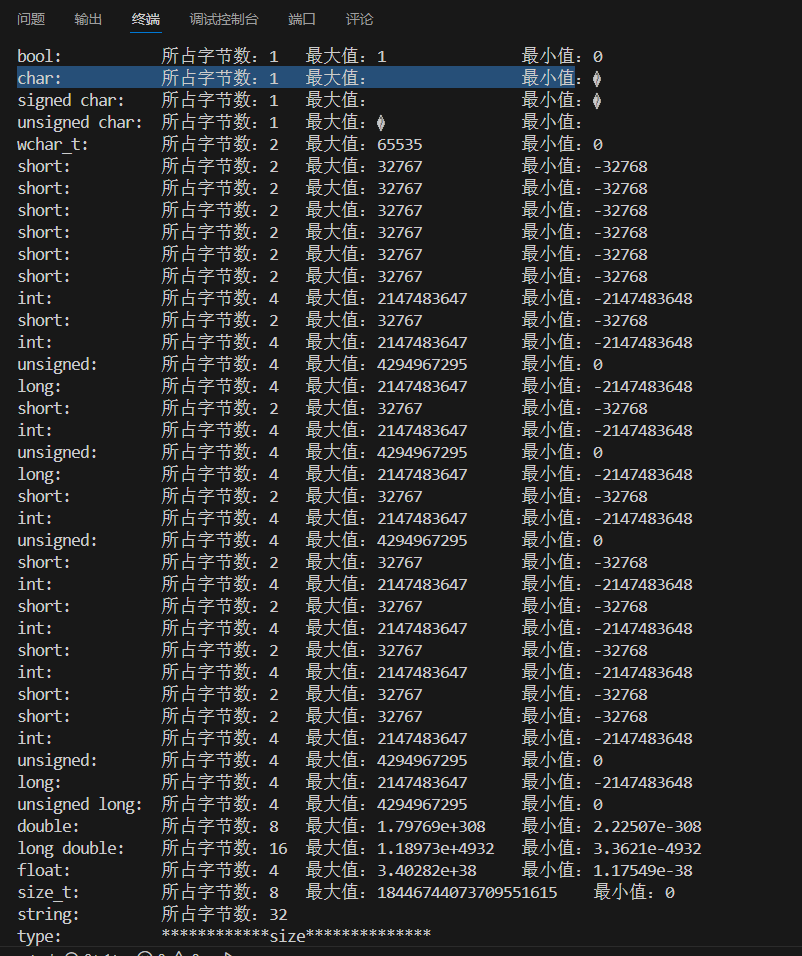 问题 输出 终端 调试控制台 端口 评论
bool: 所占字节数：1 最大值：1 最小值：0
char: 所占字节数：1 最大值： 最小值：�
signed char: 所占字节数：1 最大值： 最小值：�
unsigned char: 所占字节数：1 最大值：� 最小值：
wchar_t: 所占字节数：2 最大值：65535 最小值：0
short: 所占字节数：2 最大值：32767 最小值：-32768
short: 所占字节数：2 最大值：32767 最小值：-32768
short: 所占字节数：2 最大值：32767 最小值：-32768
short: 所占字节数：2 最大值：32767 最小值：-32768
short: 所占字节数：2 最大值：32767 最小值：-32768
short: 所占字节数：2 最大值：32767 最小值：-32768
int: 所占字节数：4 最大值：2147483647 最小值：-2147483648
short: 所占字节数：2 最大值：32767 最小值：-32768
int: 所占字节数：4 最大值：2147483647 最小值：-2147483648
unsigned: 所占字节数：4 最大值：4294967295 最小值：0
long: 所占字节数：4 最大值：2147483647 最小值：-2147483648
short: 所占字节数：2 最大值：32767 最小值：-32768
int: 所占字节数：4 最大值：2147483647 最小值：-2147483648
unsigned: 所占字节数：4 最大值：4294967295 最小值：0
long: 所占字节数：4 最大值：2147483647 最小值：-2147483648
short: 所占字节数：2 最大值：32767 最小值：-32768
int: 所占字节数：4 最大值：2147483647 最小值：-2147483648
unsigned: 所占字节数：4 最大值：4294967295 最小值：0
short: 所占字节数：2 最大值：32767 最小值：-32768
int: 所占字节数：4 最大值：2147483647 最小值：-2147483648
short: 所占字节数：2 最大值：32767 最小值：-32768
int: 所占字节数：4 最大值：2147483647 最小值：-2147483648
short: 所占字节数：2 最大值：32767 最小值：-32768
int: 所占字节数：4 最大值：2147483647 最小值：-2147483648
short: 所占字节数：2 最大值：32767 最小值：-32768
short: 所占字节数：2 最大值：32767 最小值：-32768
int: 所占字节数：4 最大值：2147483647 最小值：-2147483648
unsigned: 所占字节数：4 最大值：4294967295 最小值：0
long: 所占字节数：4 最大值：2147483647 最小值：-2147483648
unsigned long: 所占字节数：4 最大值：4294967295 最小值：0
double: 所占字节数：8 最大值：1.79769e+308 最小值：2.22507e-308
long double: 所占字节数：16 最大值：1.18973e+4932 最小值：3.3621e-4932
float: 所占字节数：4 最大值：3.40282e+38 最小值：1.17549e-38
size_t: 所占字节数：8 最大值：18446744073709551615 最小值：0
string: 所占字节数：32
type: ************size**************